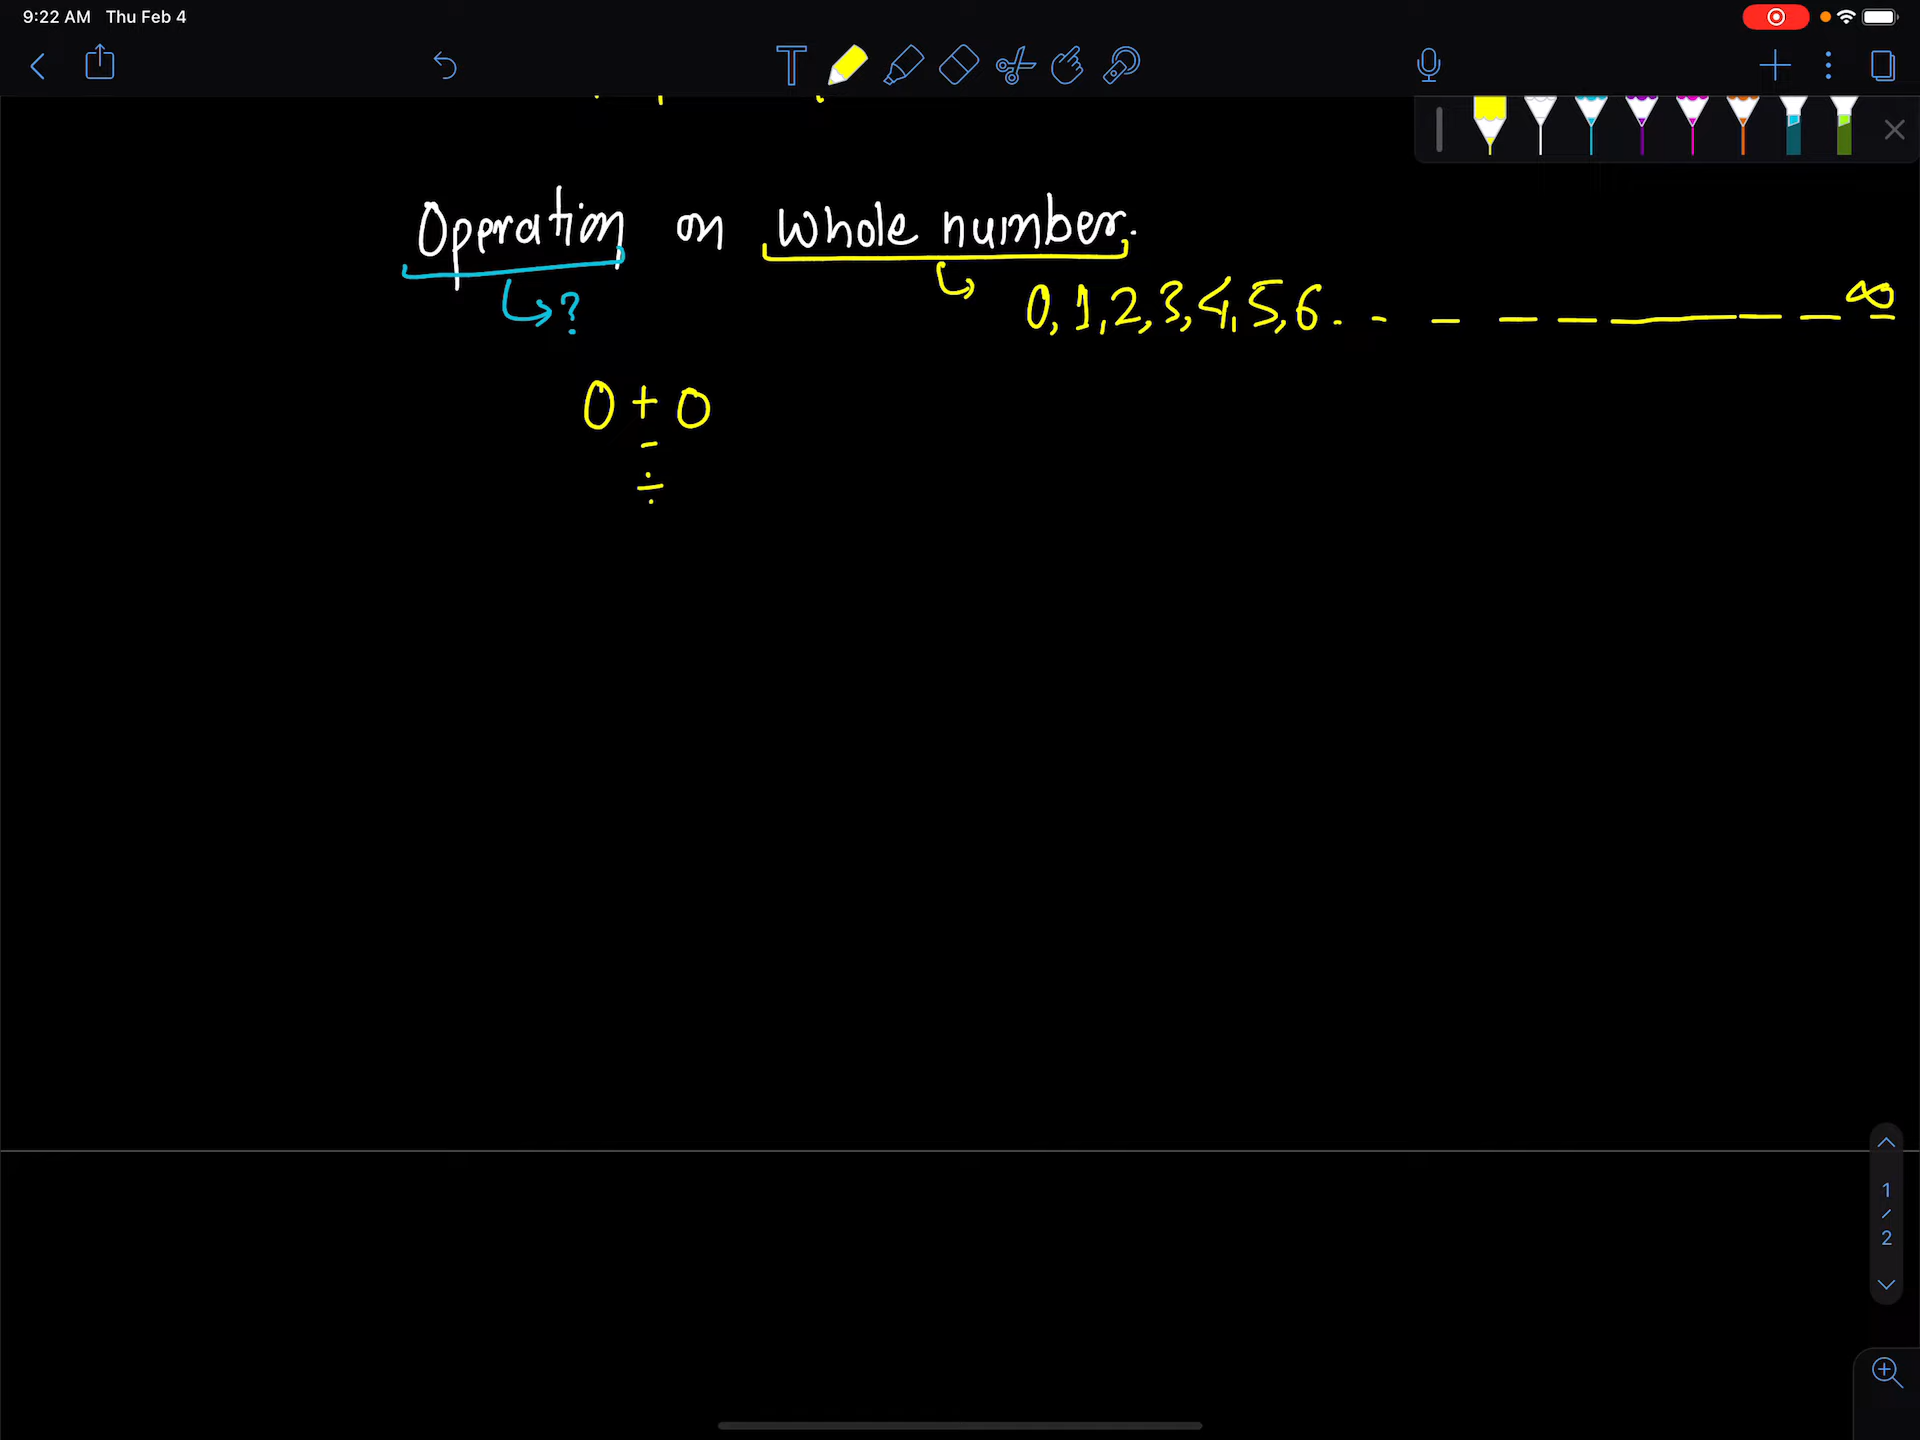 9:22 AM Thu Feb 4
Operation on Whole number.
?
0, 1, 2, 3, 4, 5, 6. - - - - - - - ∞
0 + 0
-
÷
1
/
2